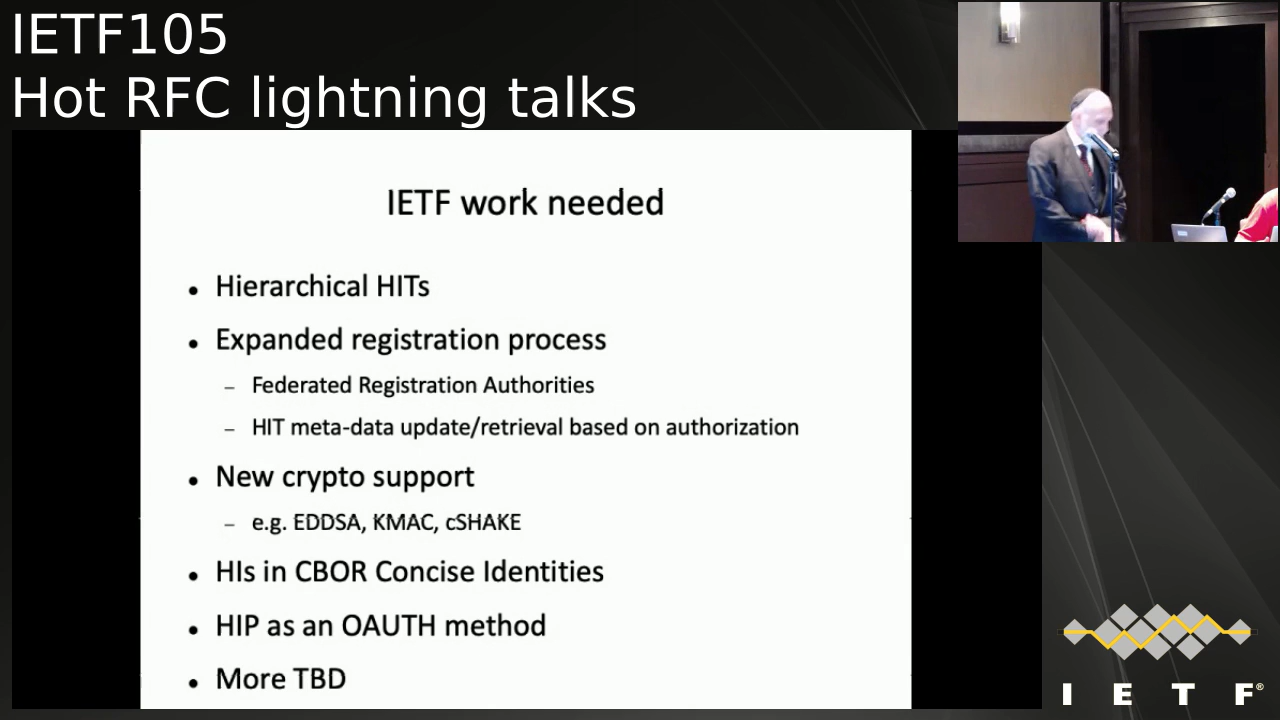 IETF105
Hot RFC lightning talks
IETF work needed
• Hierarchical HITs
• Expanded registration process
– Federated Registration Authorities
– HIT meta-data update/retrieval based on authorization
• New crypto support
– e.g. EDDSA, KMAC, cSHAKE
• HIs in CBOR Concise Identities
• HIP as an OAUTH method
• More TBD
I E T F®